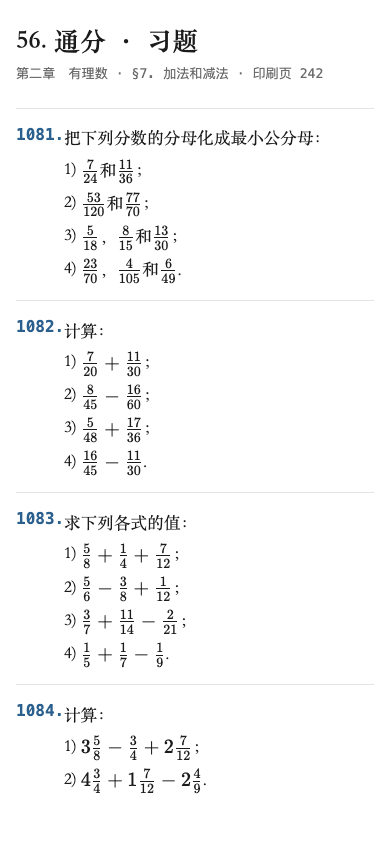 56. 通分 · 习题
第二章 有理数 · §7. 加法和减法 · 印刷页 242
1081. 把下列分数的分母化成最小公分母:
1) 7/24 和 11/36 ;
2) 53/120 和 77/70 ;
3) 5/18 , 8/15 和 13/30 ;
4) 23/70 , 4/105 和 6/49 .
1082. 计算:
1) 7/20 + 11/30 ;
2) 8/45 − 16/60 ;
3) 5/48 + 17/36 ;
4) 16/45 − 11/30 .
1083. 求下列各式的值:
1) 5/8 + 1/4 + 7/12 ;
2) 5/6 − 3/8 + 1/12 ;
3) 3/7 + 11/14 − 2/21 ;
4) 1/5 + 1/7 − 1/9 .
1084. 计算:
1) 3 5/8 − 3/4 + 2 7/12 ;
2) 4 3/4 + 1 7/12 − 2 4/9 .